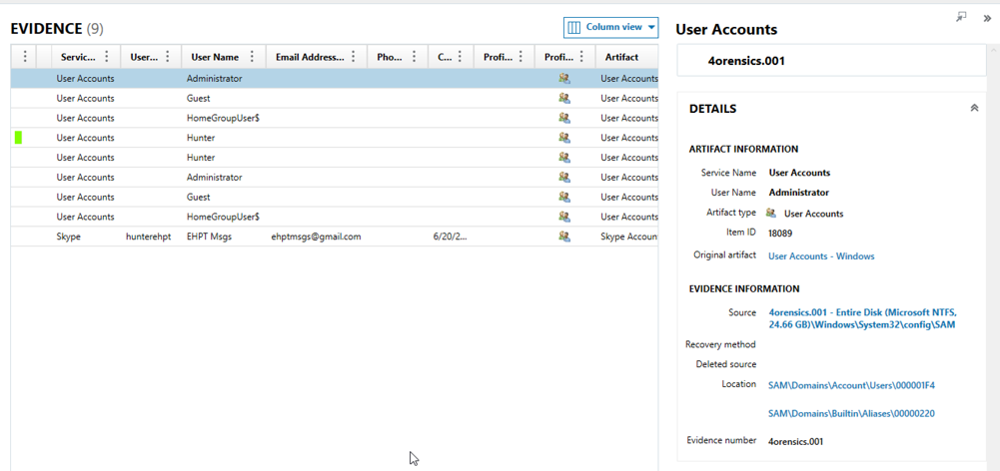 EVIDENCE (9)
Column view
Servic... User... User Name Email Address... Pho... C... Profi... Profi... Artifact
User Accounts Administrator User Accounts
User Accounts Guest User Accounts
User Accounts HomeGroupUser$ User Accounts
User Accounts Hunter User Accounts
User Accounts Hunter User Accounts
User Accounts Administrator User Accounts
User Accounts Guest User Accounts
User Accounts HomeGroupUser$ User Accounts
Skype hunterehpt EHPT Msgs ehptmsgs@gmail.com 6/20/2... Skype Accoun
User Accounts
4orensics.001
DETAILS
ARTIFACT INFORMATION
Service Name User Accounts
User Name Administrator
Artifact type User Accounts
Item ID 18089
Original artifact User Accounts - Windows
EVIDENCE INFORMATION
Source 4orensics.001 - Entire Disk (Microsoft NTFS,
24.66 GB)\Windows\System32\config\SAM
Recovery method
Deleted source
Location SAM\Domains\Account\Users\000001F4
SAM\Domains\Builtin\Aliases\00000220
Evidence number 4orensics.001